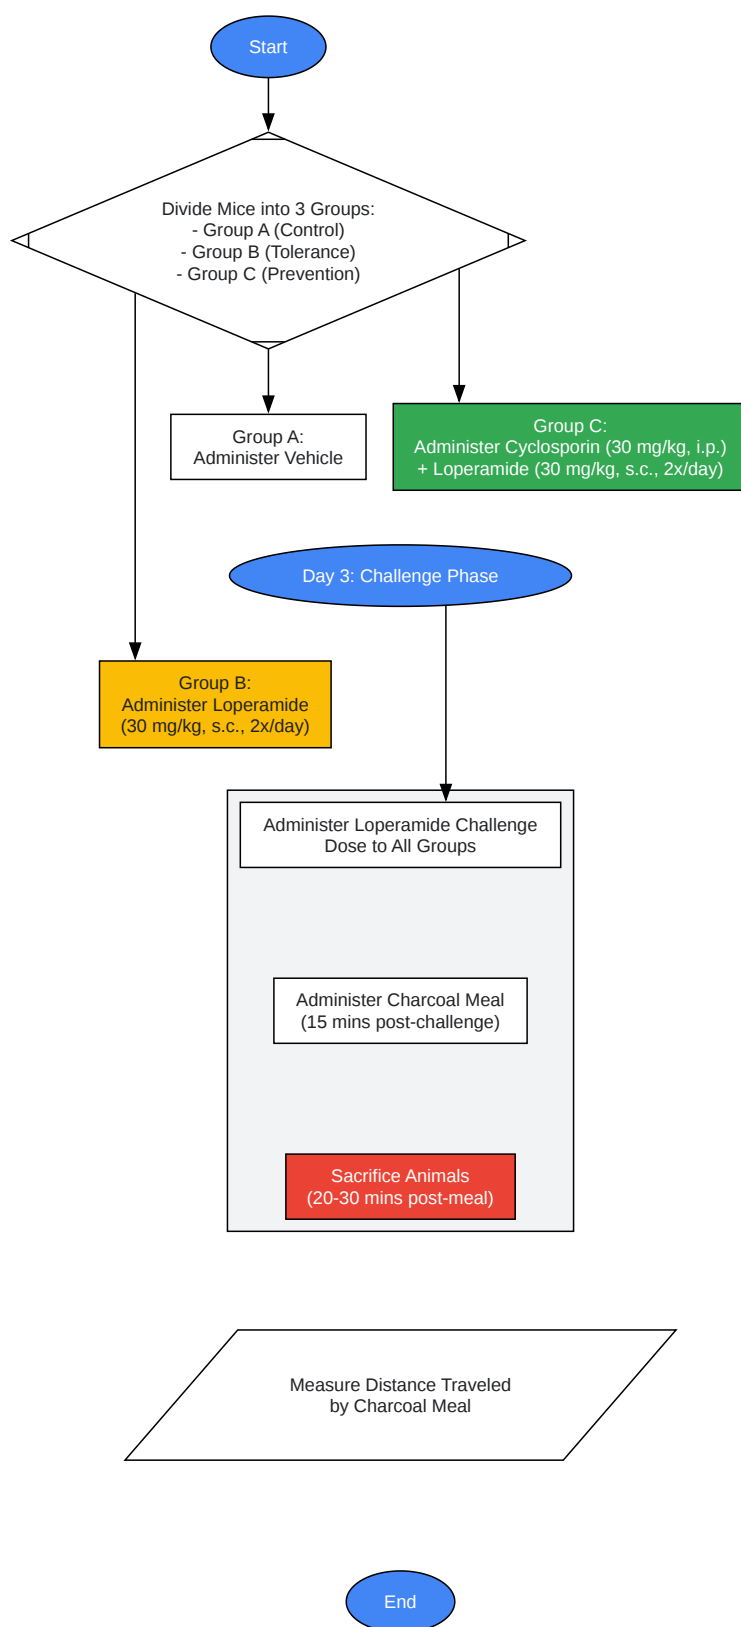 Start
Divide Mice into 3 Groups:
- Group A (Control)
- Group B (Tolerance)
- Group C (Prevention)
Group A:
Administer Vehicle
Group C:
Administer Cyclosporin (30 mg/kg, i.p.)
+ Loperamide (30 mg/kg, s.c., 2x/day)
Day 3: Challenge Phase
Group B:
Administer Loperamide
(30 mg/kg, s.c., 2x/day)
Administer Loperamide Challenge
Dose to All Groups
Administer Charcoal Meal
(15 mins post-challenge)
Sacrifice Animals
(20-30 mins post-meal)
Measure Distance Traveled
by Charcoal Meal
End